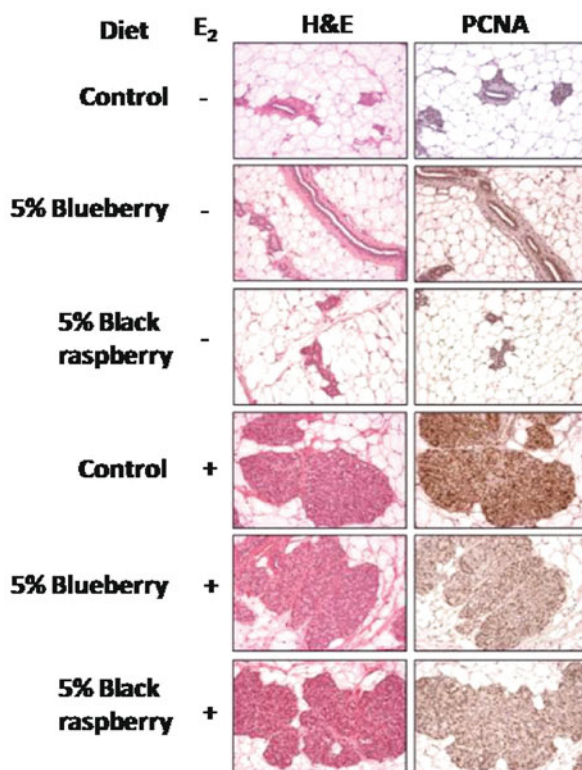 Diet E₂ H&E PCNA
Control -
5% Blueberry -
5% Black
raspberry -
Control +
5% Blueberry +
5% Black
raspberry +